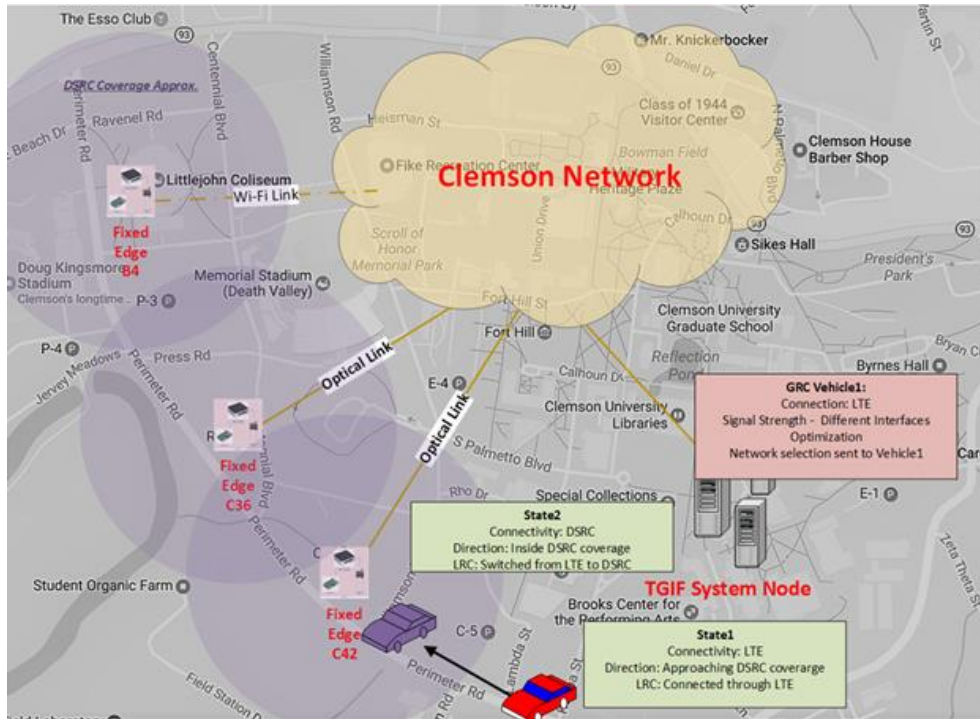 The Esso Club
93
DSRC Coverage Approx.
Centennial Blvd
Williamson Rd
Perimeter Rd
Ravenel Rd
Beach Dr
Mr. Knickerbocker
93
Daniel Dr
Class of 1944
Visitor Center
N Palmetto Blvd
Martin St
Heisman St
Bowman Field
Clemson House
Barber Shop
Fike Recreation Center
Clemson Network
Heritage Plaze
Littlejohn Coliseum
Wi-Fi Link
Fixed
Edge
B4
Union Drive
Calhoun Dr
93
Scroll of
Honor
Memorial Park
Sikes Hall
93
President's
Park
Doug Kingsmore
Stadium
Clemson's longtime...
Memorial Stadium
(Death Valley)
P-3
Fort Hill St
Fort Hill
Clemson University
Graduate School
P-4
Press Rd
Jervey Meadows
Perimeter Rd
Optical Link
E-4
Calhoun Dr
Reflection
Pond
Bryan
Byrnes Hall
Optical Link
Clemson University
Libraries
GRC Vehicle1:
Connection: LTE
Signal Strength - Different Interfaces
Optimization
Network selection sent to Vehicle1
Fixed
Edge
C36
S Palmetto Blvd
Rho Dr
Special Collections
E-1
State2
Connectivity: DSRC
Direction: Inside DSRC coverage
LRC: Switched from LTE to DSRC
Perimeter Rd
Student Organic Farm
TGIF System Node
Zeta Theta St
Fixed
Edge
C42
Brooks Center for
the Performing Arts
C-5
State1
Connectivity: LTE
Direction: Approaching DSRC coverarge
LRC: Connected through LTE
Perimeter Rd
Lambda St
Field Station Dr